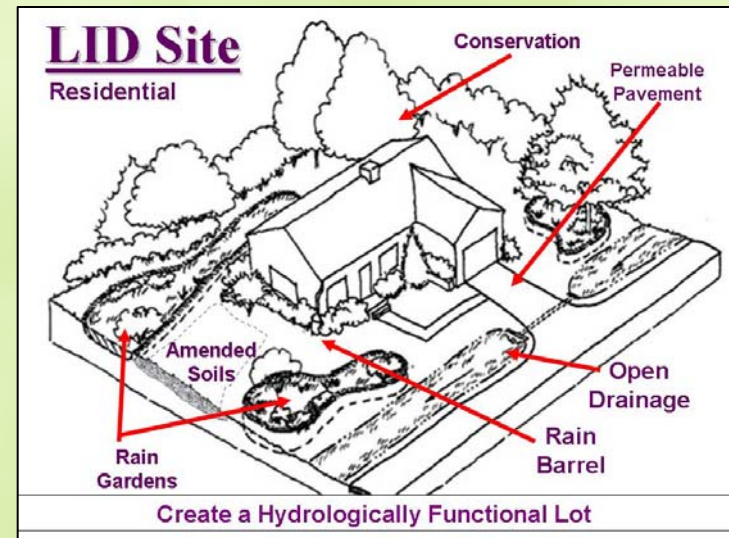 LID Site
Residential
Conservation
Permeable
Pavement
Amended
Soils
Open
Drainage
Rain
Barrel
Rain
Gardens
Create a Hydrologically Functional Lot